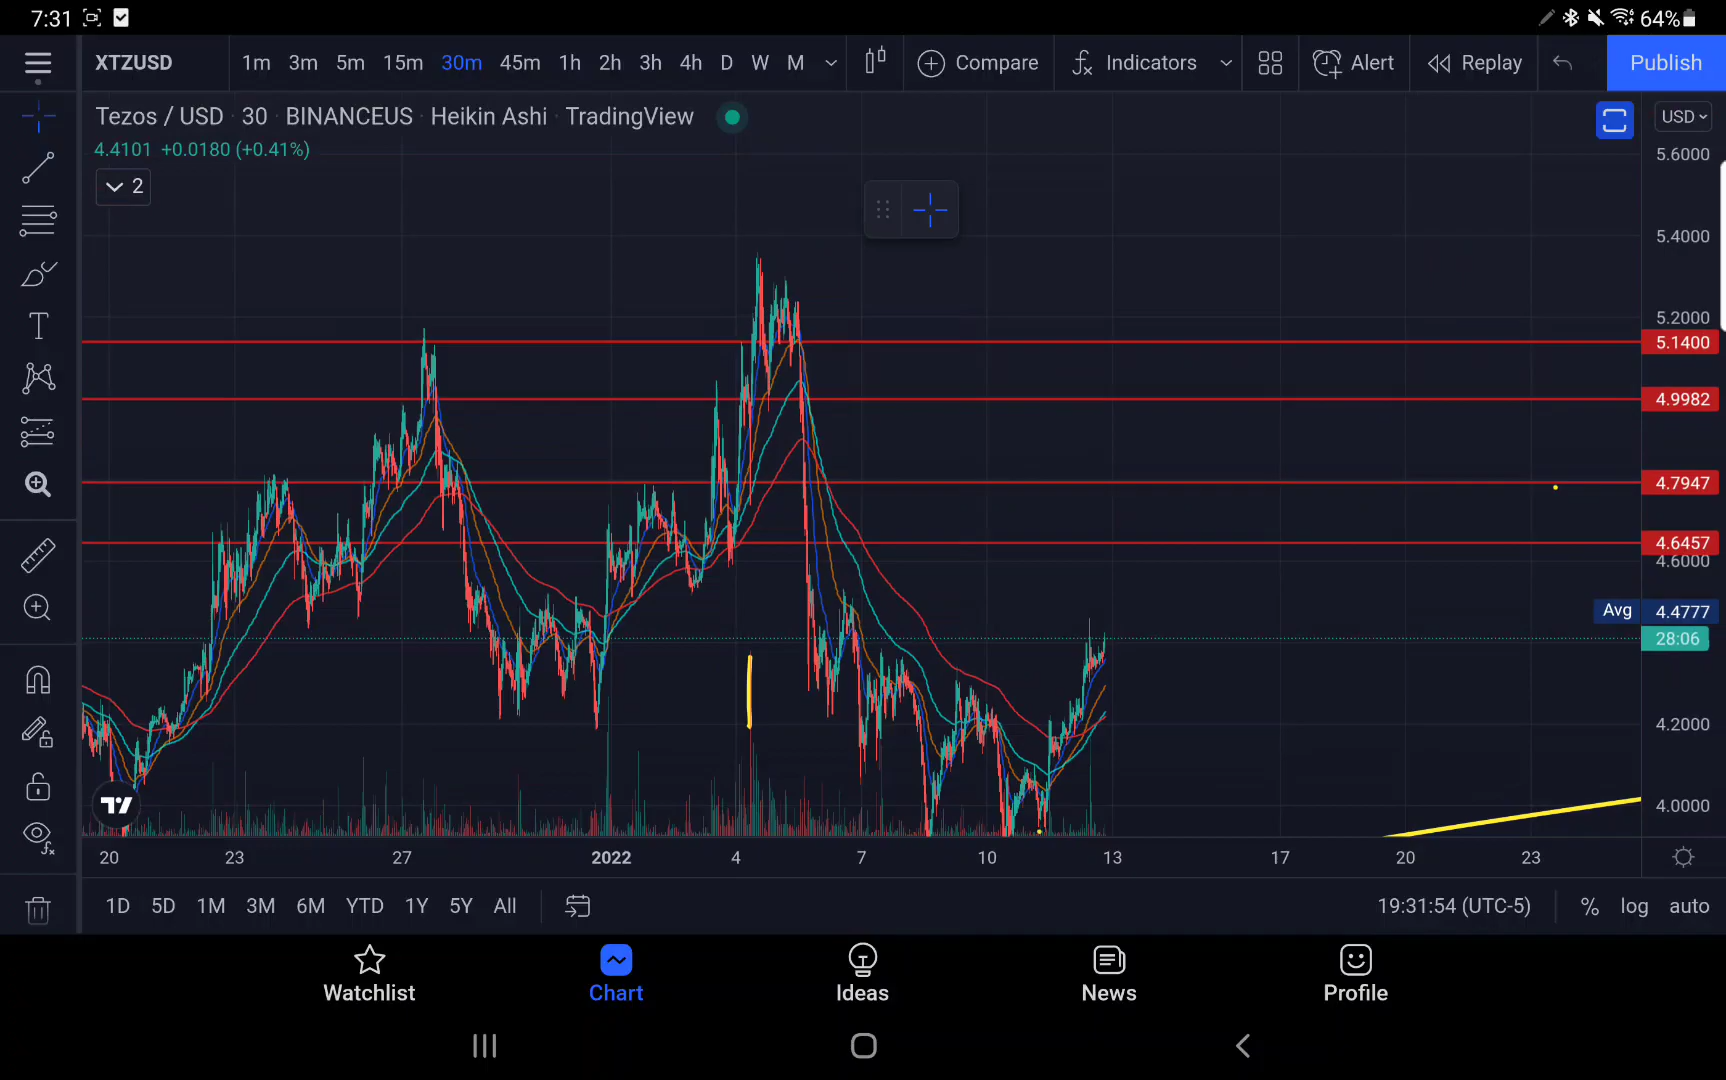 7:31
64%
XTZUSD 1m 3m 5m 15m 30m 45m 1h 2h 3h 4h D W M Compare Indicators Alert Replay Publish
Tezos / USD · 30 · BINANCEUS · Heikin Ashi · TradingView
USD
4.4101 +0.0180 (+0.41%)
2
5.6000
5.4000
5.2000
5.1400
4.9982
4.7947
4.6457
4.6000
Avg 4.4777
28:06
4.2000
4.0000
20 23 27 2022 4 7 10 13 17 20 23
1D 5D 1M 3M 6M YTD 1Y 5Y All 19:31:54 (UTC-5) % log auto
Watchlist Chart Ideas News Profile